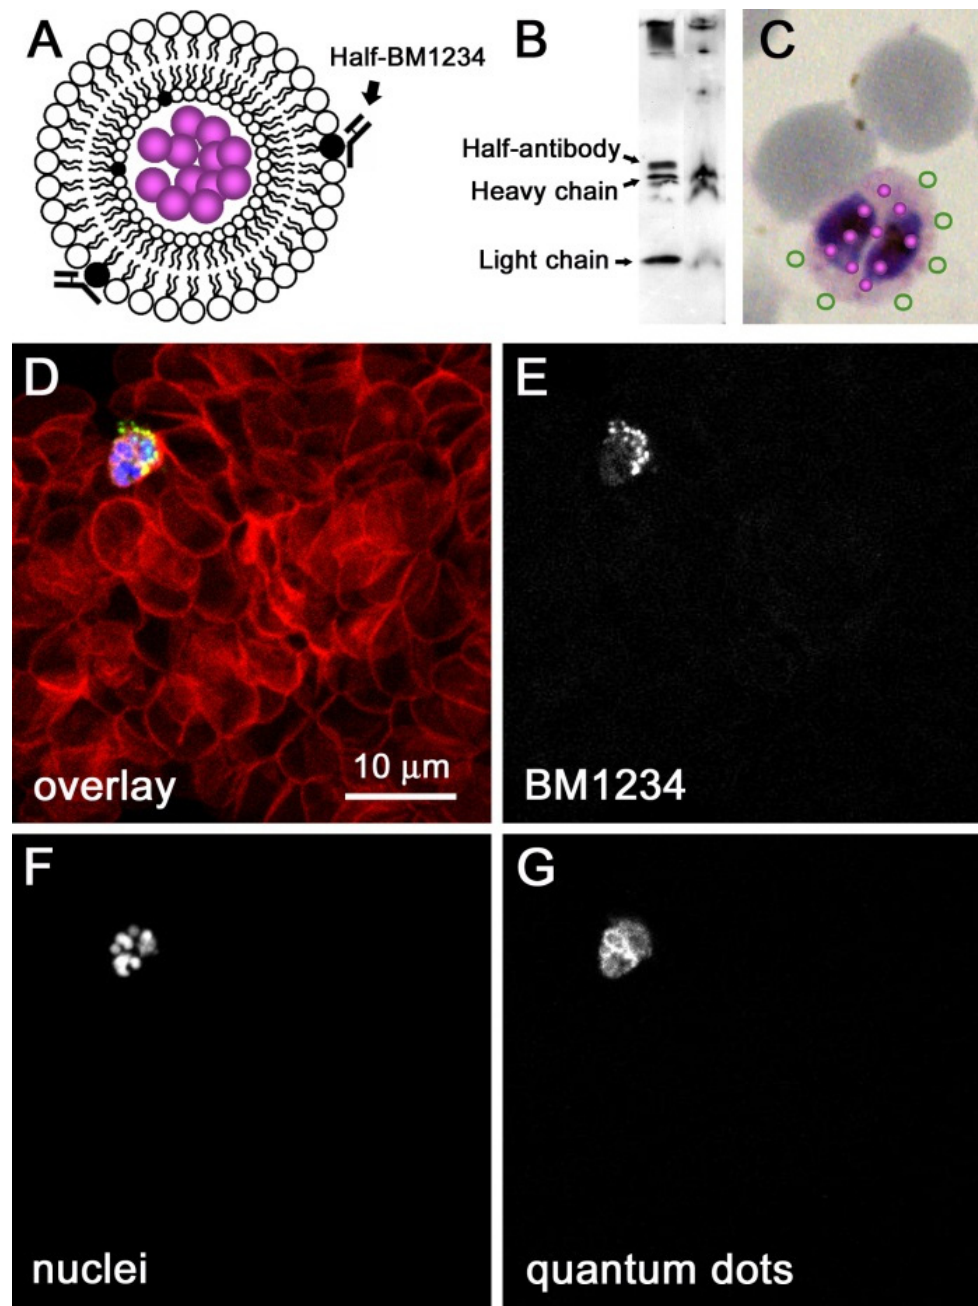 A
Half-BM1234
B
Half-antibody
Heavy chain
Light chain
C
D
10 μm
overlay
E
BM1234
F
nuclei
G
quantum dots